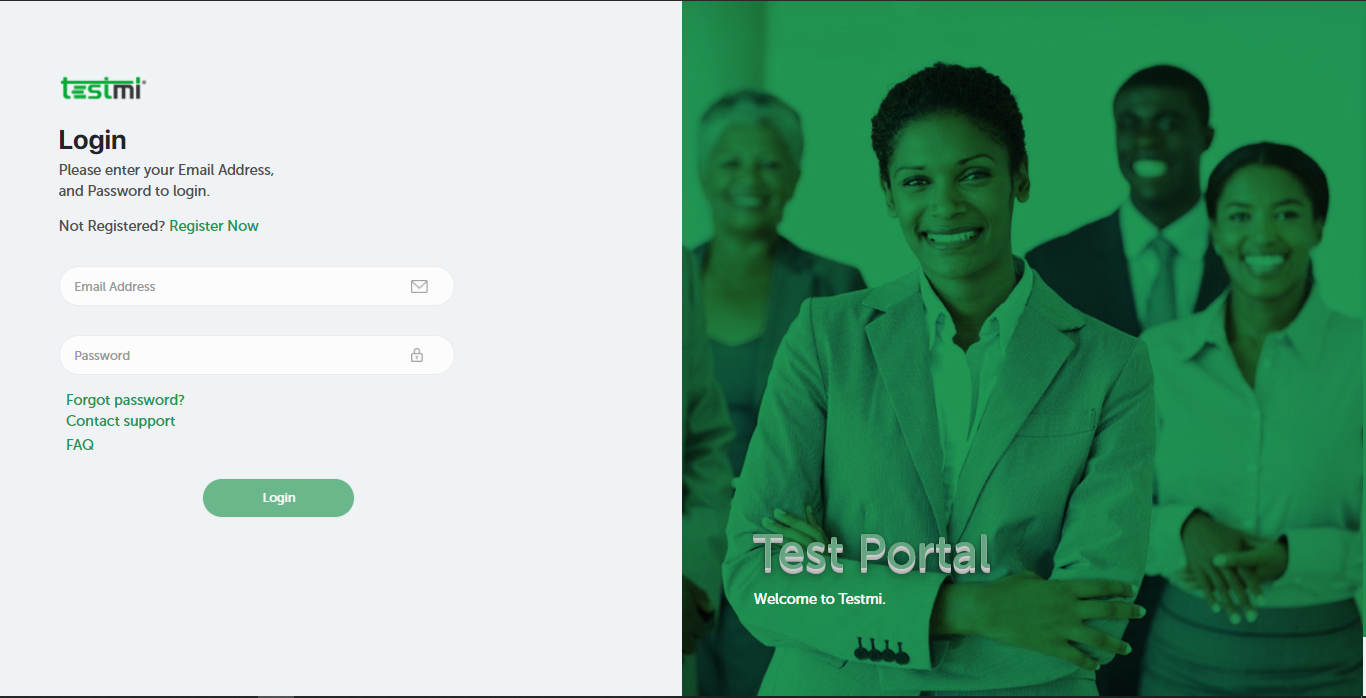 testmi
Login
Please enter your Email Address,
and Password to login.
Not Registered? Register Now
Email Address
Password
Forgot password?
Contact support
FAQ
Login
Test Portal
Welcome to Testmi.